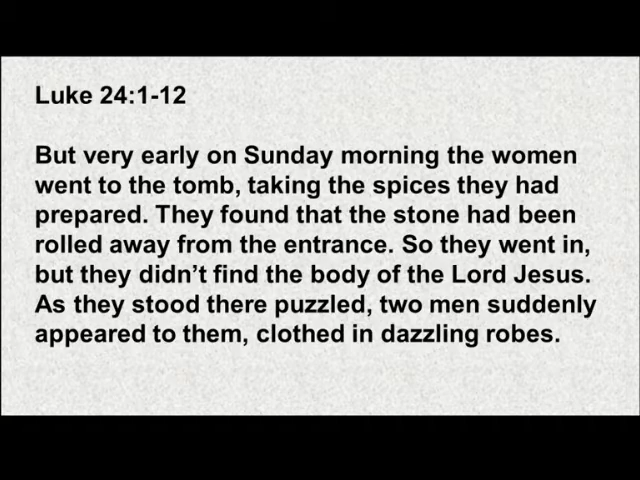 Luke 24:1-12
But very early on Sunday morning the women
went to the tomb, taking the spices they had
prepared. They found that the stone had been
rolled away from the entrance. So they went in,
but they didn’t find the body of the Lord Jesus.
As they stood there puzzled, two men suddenly
appeared to them, clothed in dazzling robes.